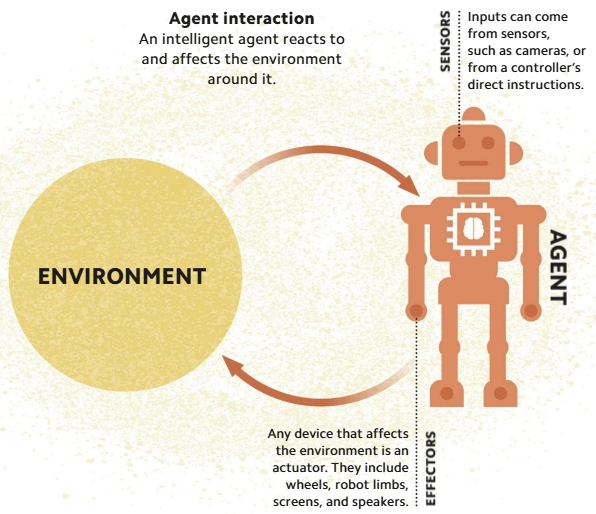 Agent interaction
An intelligent agent reacts to
and affects the environment
around it.
SENSORS
Inputs can come
from sensors,
such as cameras, or
from a controller's
direct instructions.
ENVIRONMENT
AGENT
Any device that affects
the environment is an
actuator. They include
wheels, robot limbs,
screens, and speakers.
EFFECTORS